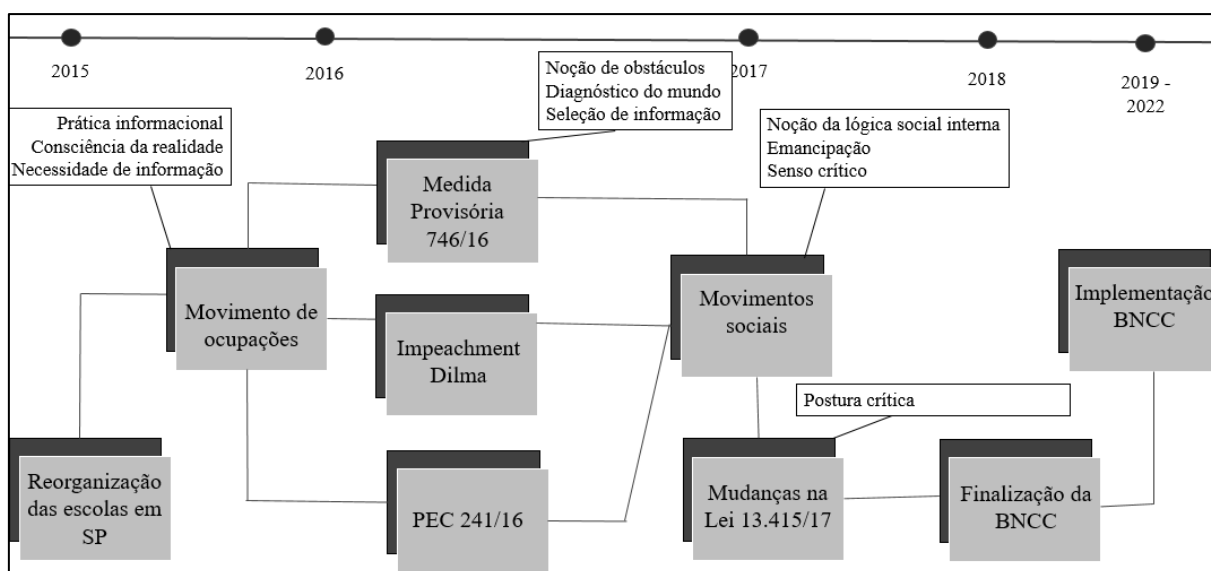 2015
2016
2017
2018
2019 -
2022
Prática informacional
Consciência da realidade
Necessidade de informação
Noção de obstáculos
Diagnóstico do mundo
Seleção de informação
Noção da lógica social interna
Emancipação
Senso crítico
Medida
Provisória
746/16
Movimento de
ocupações
Impeachment
Dilma
Movimentos
sociais
Implementação
BNCC
Postura crítica
Reorganização
das escolas em
SP
PEC 241/16
Mudanças na
Lei 13.415/17
Finalização da
BNCC